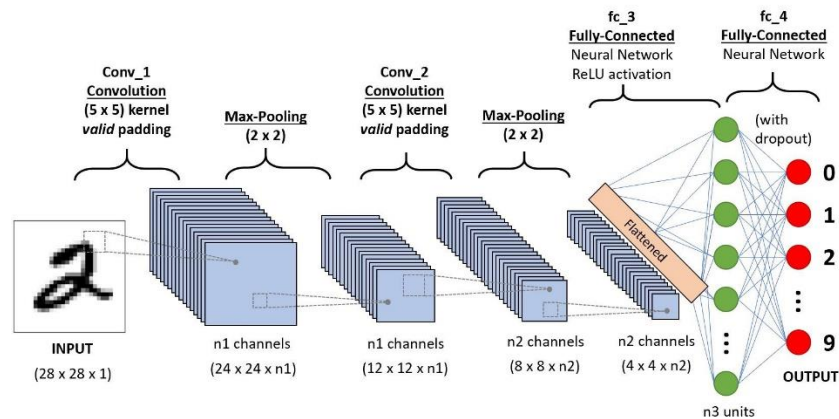 fc_3
Fully-Connected
Neural Network
ReLU activation
fc_4
Fully-Connected
Neural Network
Conv_1
Convolution
(5 x 5) kernel
valid padding
Max-Pooling
(2 x 2)
Conv_2
Convolution
(5 x 5) kernel
valid padding
Max-Pooling
(2 x 2)
(with
dropout)
2
INPUT
(28 x 28 x 1)
n1 channels
(24 x 24 x n1)
n1 channels
(12 x 12 x n1)
n2 channels
(8 x 8 x n2)
n2 channels
(4 x 4 x n2)
Flattened
n3 units
0
1
2
⋮
9
OUTPUT